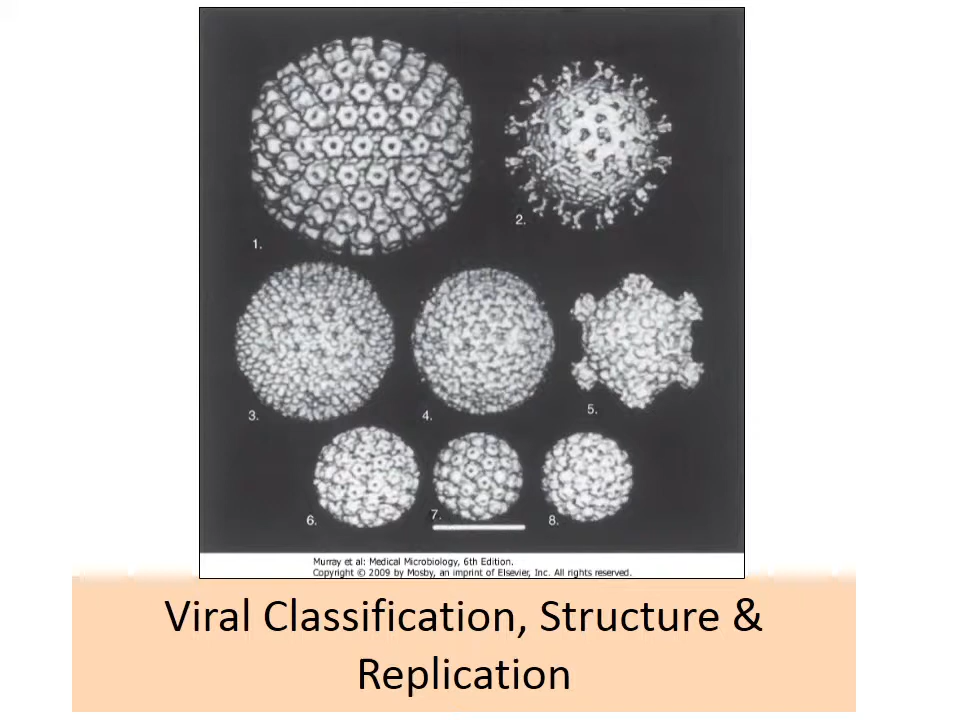 1.
2.
3.
4.
5.
6.
7.
8.
Murray et al: Medical Microbiology, 6th Edition.
Copyright © 2009 by Mosby, an imprint of Elsevier, Inc. All rights reserved.
Viral Classification, Structure &
Replication